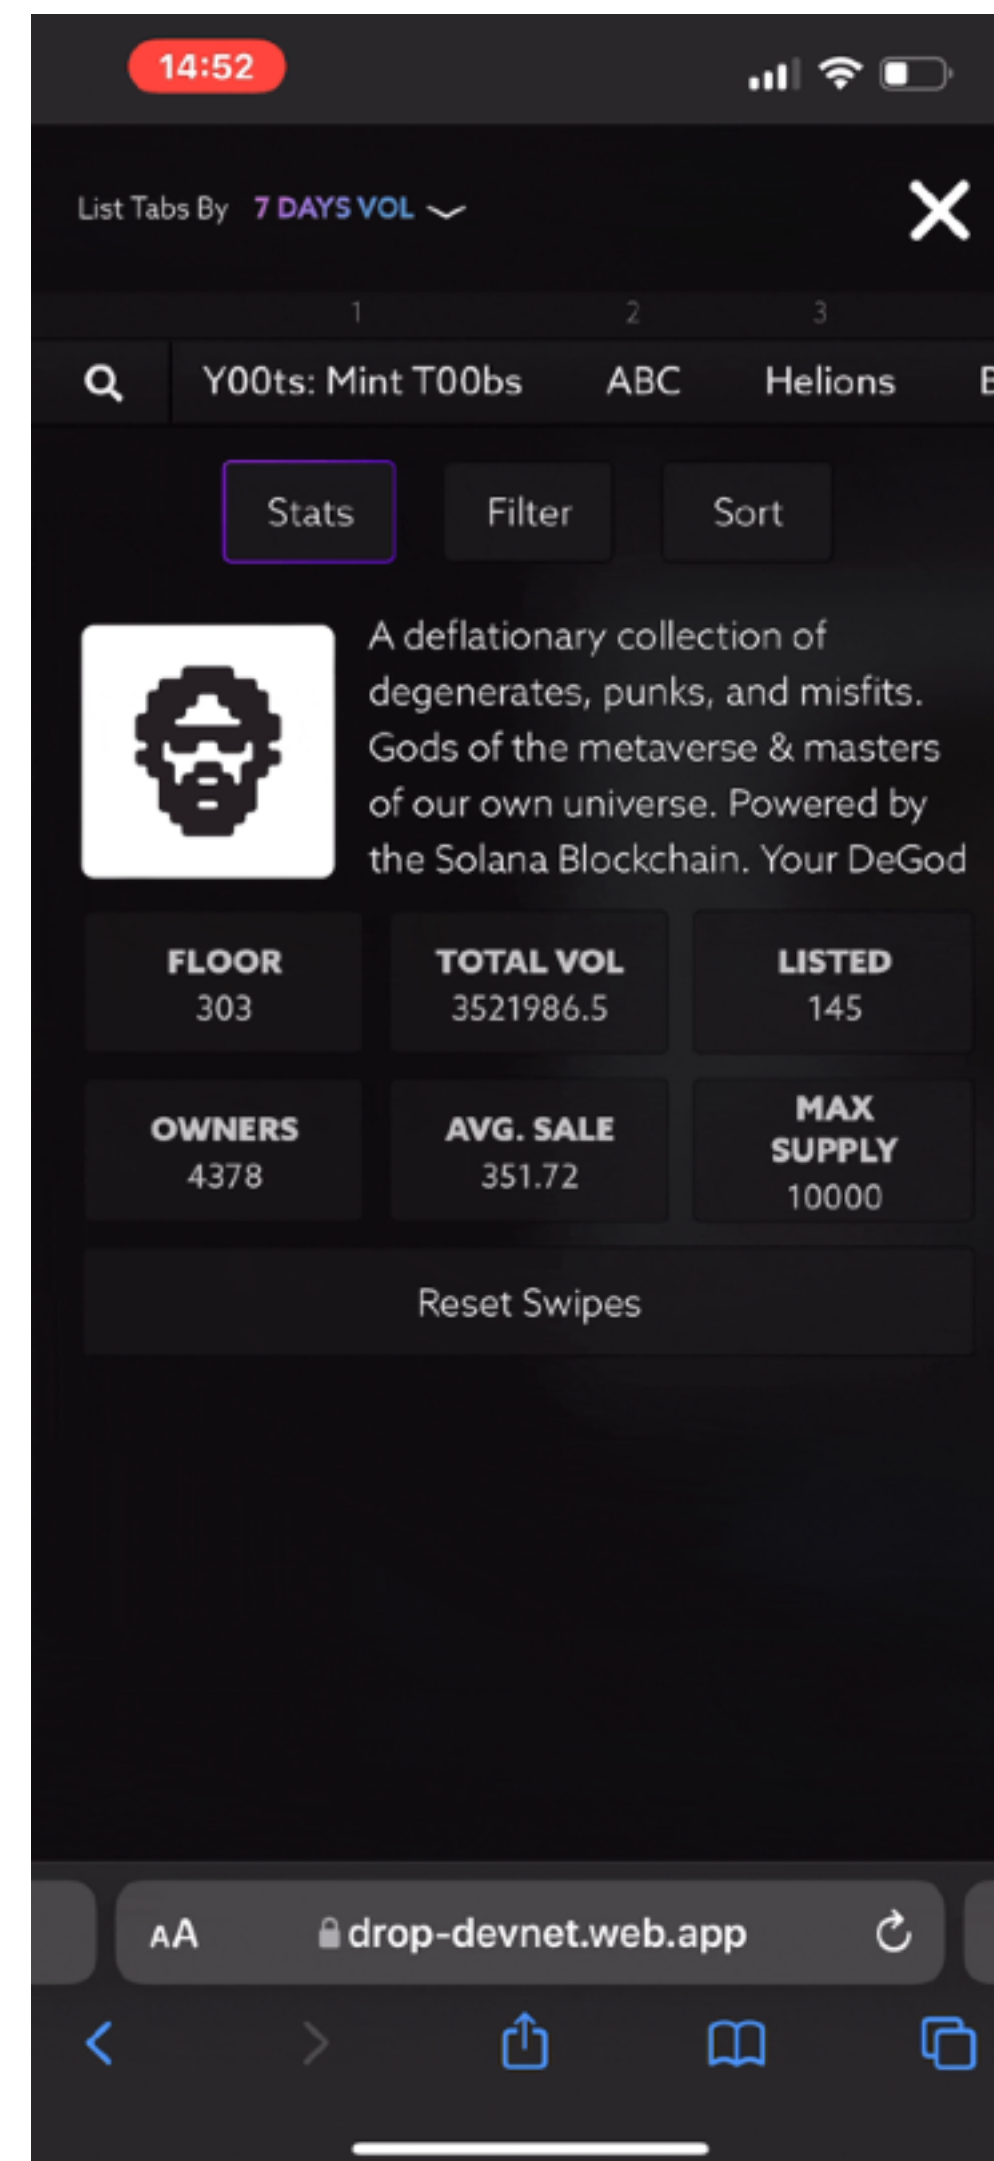 14:52
List Tabs By 7 DAYS VOL
1 2 3
Y00ts: Mint T00bs ABC Helions
Stats Filter Sort
A deflationary collection of
degenerates, punks, and misfits.
Gods of the metaverse & masters
of our own universe. Powered by
the Solana Blockchain. Your DeGod
FLOOR TOTAL VOL LISTED
303 3521986.5 145
OWNERS AVG. SALE MAX SUPPLY
4378 351.72 10000
Reset Swipes
AA drop-devnet.web.app